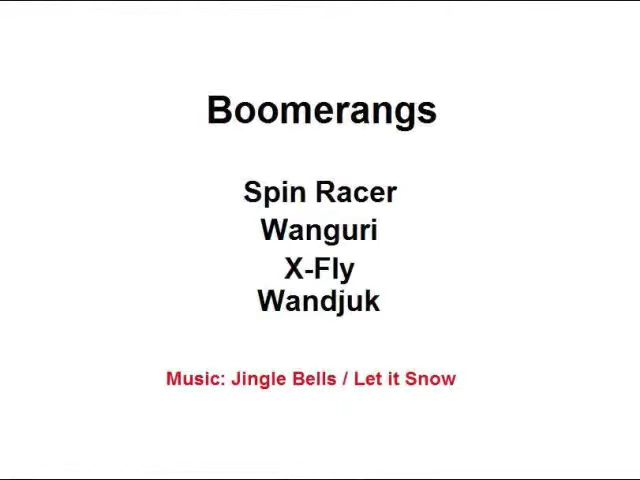 Boomerangs
Spin Racer
Wanguri
X-Fly
Wandjuk
Music: Jingle Bells / Let it Snow